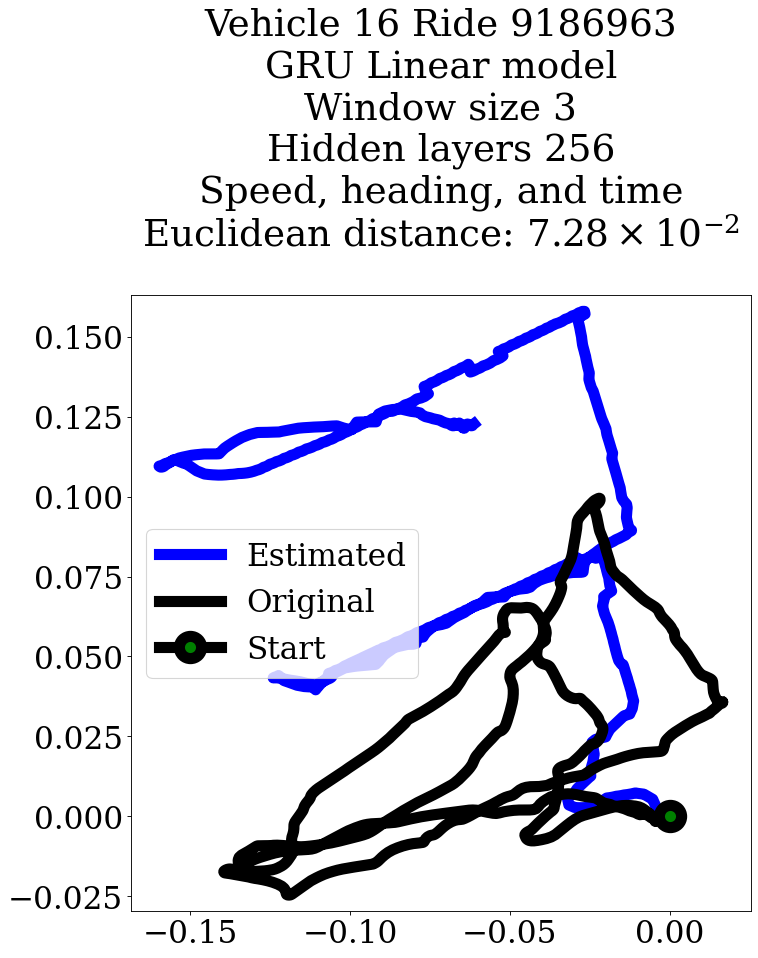 Vehicle 16 Ride 9186963
GRU Linear model
Window size 3
Hidden layers 256
Speed, heading, and time
Euclidean distance: 7.28 × 10⁻²
0.150
0.125
0.100
0.075
0.050
0.025
0.000
−0.025
Estimated
Original
Start
−0.15 −0.10 −0.05 0.00